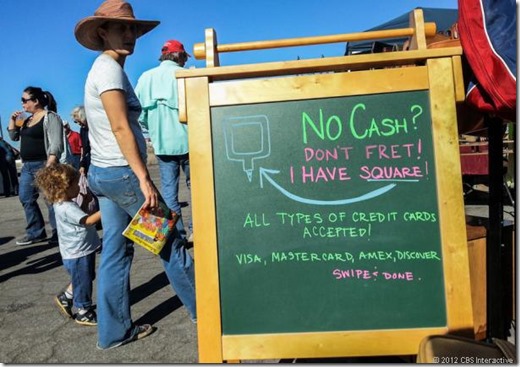 NO CASH?
DON'T FRET!
I HAVE SQUARE!
ALL TYPES OF CREDIT CARDS
ACCEPTED!
VISA, MASTERCARD, AMEX, DISCOVER
SWIPE & DONE.
© 2012 CBS Interactive